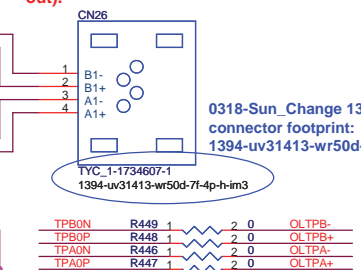 out).
CN26
1 B1-
2 B1+
3 A1-
4 A1+
0318-Sun_Change 13
connector footprint:
1394-uv31413-wr50d-
TYC_1-1734607-1
1394-uv31413-wr50d-7f-4p-h-im3
TPB0N R449 1 2 0 OLTPB-
TPB0P R448 1 2 0 OLTPB+
TPA0N R446 1 2 0 OLTPA-
TPA0P R447 1 2 0 OLTPA+